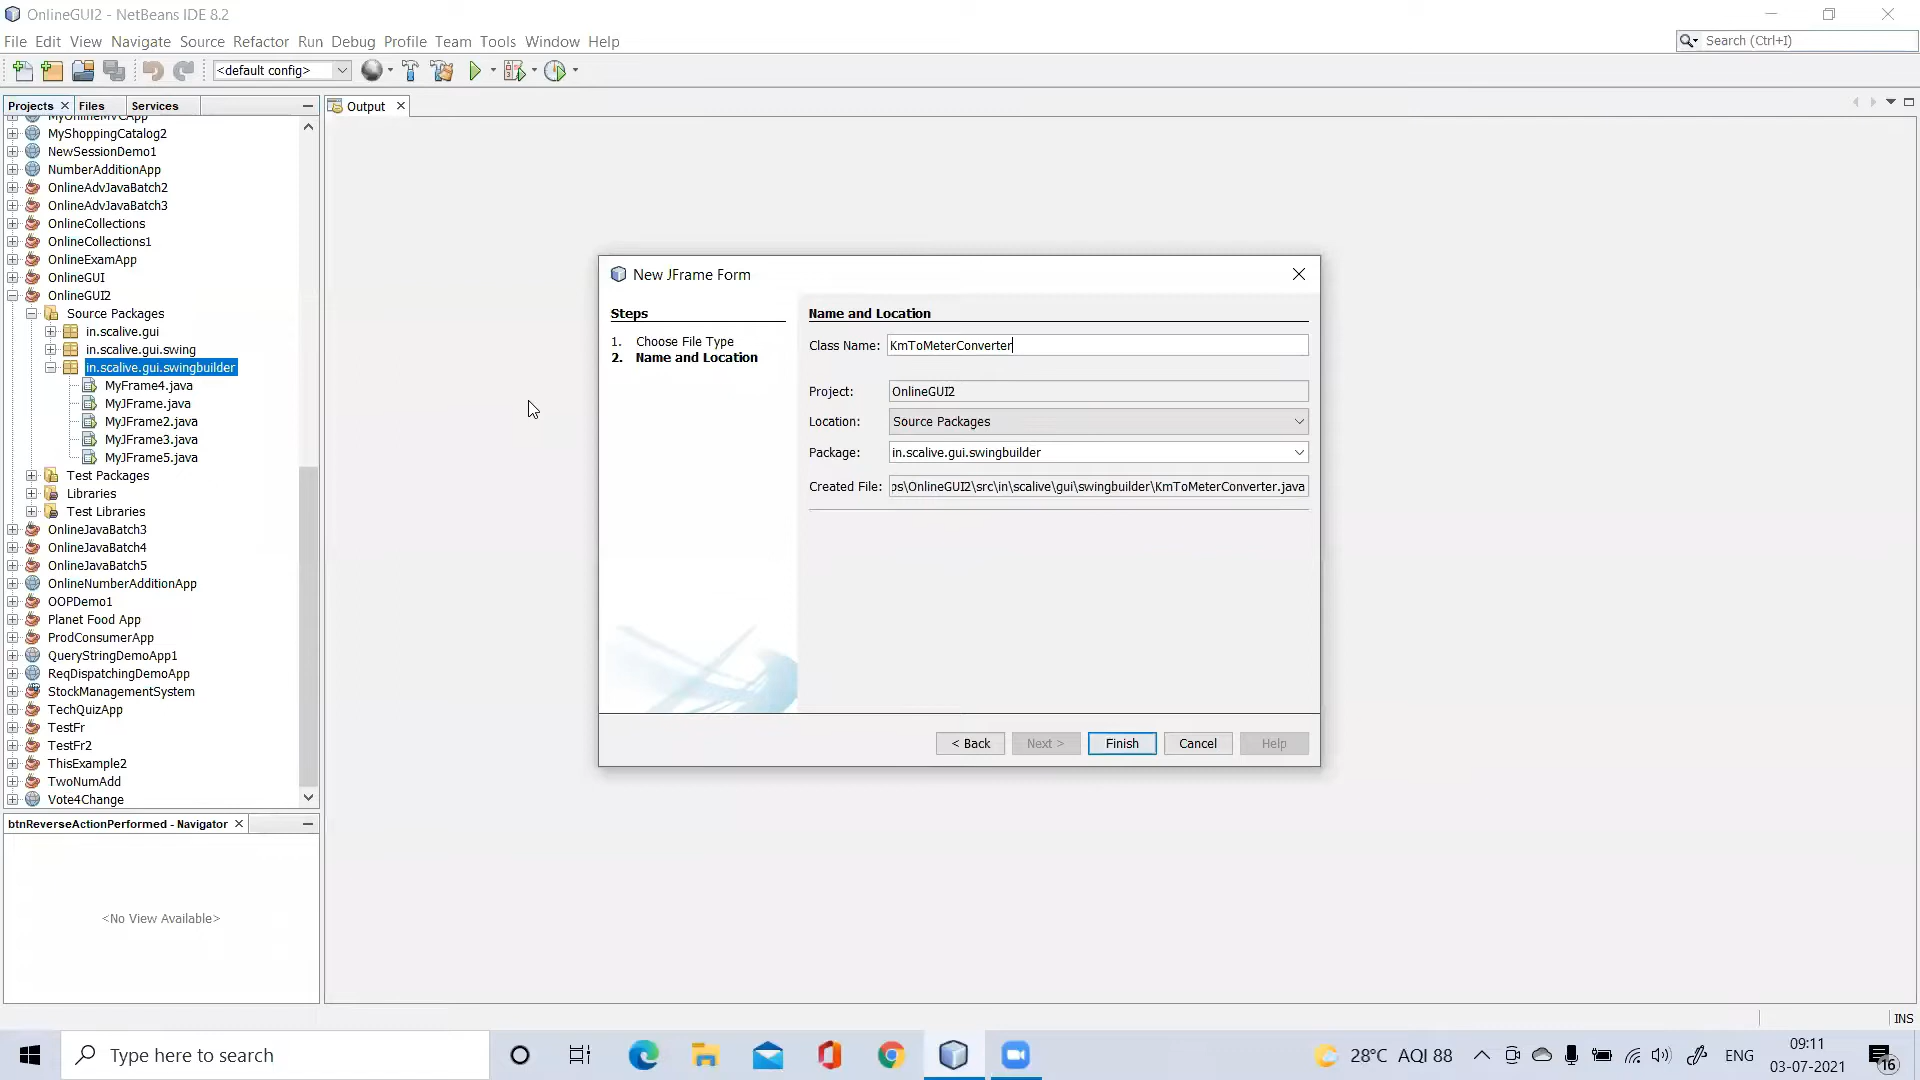 OnlineGUI2 - NetBeans IDE 8.2
File Edit View Navigate Source Refactor Run Debug Profile Team Tools Window Help
Search (Ctrl+I)
<default config>
Projects Files Services
Output
MyOnlineMVCApp
MyShoppingCatalog2
NewSessionDemo1
NumberAdditionApp
OnlineAdvJavaBatch2
OnlineAdvJavaBatch3
OnlineCollections
OnlineCollections1
OnlineExamApp
OnlineGUI
OnlineGUI2
Source Packages
in.scalive.gui
in.scalive.gui.swing
in.scalive.gui.swingbuilder
MyFrame4.java
MyJFrame.java
MyJFrame2.java
MyJFrame3.java
MyJFrame5.java
Test Packages
Libraries
Test Libraries
OnlineJavaBatch3
OnlineJavaBatch4
OnlineJavaBatch5
OnlineNumberAdditionApp
OOPDemo1
Planet Food App
ProdConsumerApp
QueryStringDemoApp1
ReqDispatchingDemoApp
StockManagementSystem
TechQuizApp
TestFr
TestFr2
ThisExample2
TwoNumAdd
Vote4Change
btnReverseActionPerformed - Navigator
<No View Available>
New JFrame Form
Steps
1. Choose File Type
2. Name and Location
Name and Location
Class Name: KmToMeterConverter
Project: OnlineGUI2
Location: Source Packages
Package: in.scalive.gui.swingbuilder
Created File: ps\OnlineGUI2\src\in\scalive\gui\swingbuilder\KmToMeterConverter.java
< Back Next > Finish Cancel Help
INS
Type here to search
28°C AQI 88
ENG
09:11
03-07-2021
16